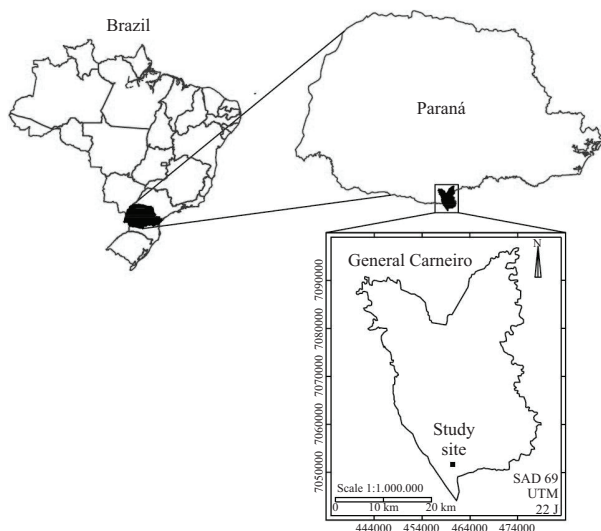 Brazil
Paraná
General Carneiro
N
7090000
7080000
7070000
7060000
7050000
Study
site
SAD 69
UTM
22 J
Scale 1:1.000.000
0 10 km 20 km
444000 454000 464000 474000